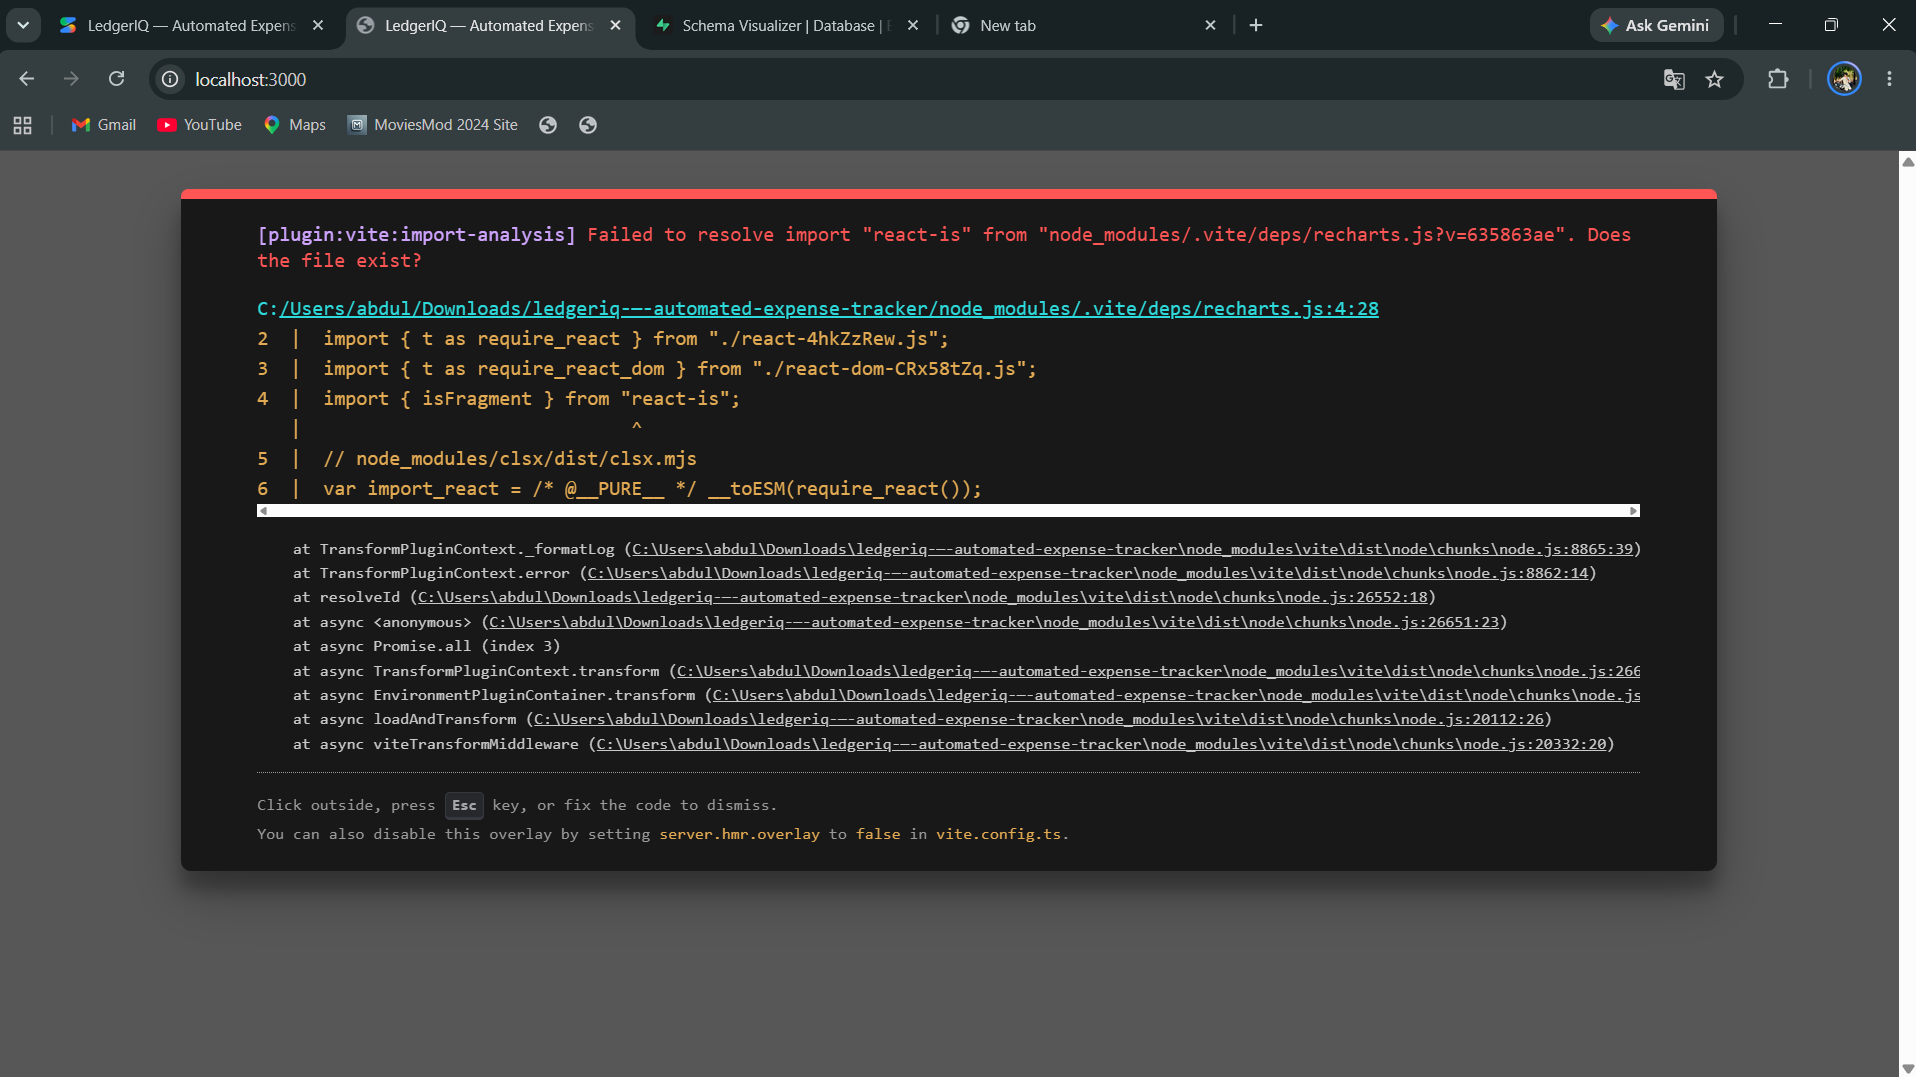 LedgerIQ — Automated Expens
LedgerIQ — Automated Expens
Schema Visualizer | Database |
New tab
Ask Gemini
localhost:3000
Gmail
YouTube
Maps
MoviesMod 2024 Site
[plugin:vite:import-analysis] Failed to resolve import "react-is" from "node_modules/.vite/deps/recharts.js?v=635863ae". Does
the file exist?
C:/Users/abdul/Downloads/ledgeriq-—-automated-expense-tracker/node_modules/.vite/deps/recharts.js:4:28
2 | import { t as require_react } from "./react-4hkZzRew.js";
3 | import { t as require_react_dom } from "./react-dom-CRx58tZq.js";
4 | import { isFragment } from "react-is";
| ^
5 | // node_modules/clsx/dist/clsx.mjs
6 | var import_react = /* @__PURE__ */ __toESM(require_react());
at TransformPluginContext._formatLog (C:\Users\abdul\Downloads\ledgeriq-—-automated-expense-tracker\node_modules\vite\dist\node\chunks\node.js:8865:39)
at TransformPluginContext.error (C:\Users\abdul\Downloads\ledgeriq-—-automated-expense-tracker\node_modules\vite\dist\node\chunks\node.js:8862:14)
at resolveId (C:\Users\abdul\Downloads\ledgeriq-—-automated-expense-tracker\node_modules\vite\dist\node\chunks\node.js:26552:18)
at async <anonymous> (C:\Users\abdul\Downloads\ledgeriq-—-automated-expense-tracker\node_modules\vite\dist\node\chunks\node.js:26651:23)
at async Promise.all (index 3)
at async TransformPluginContext.transform (C:\Users\abdul\Downloads\ledgeriq-—-automated-expense-tracker\node_modules\vite\dist\node\chunks\node.js:266
at async EnvironmentPluginContainer.transform (C:\Users\abdul\Downloads\ledgeriq-—-automated-expense-tracker\node_modules\vite\dist\node\chunks\node.js
at async loadAndTransform (C:\Users\abdul\Downloads\ledgeriq-—-automated-expense-tracker\node_modules\vite\dist\node\chunks\node.js:20112:26)
at async viteTransformMiddleware (C:\Users\abdul\Downloads\ledgeriq-—-automated-expense-tracker\node_modules\vite\dist\node\chunks\node.js:20332:20)
Click outside, press Esc key, or fix the code to dismiss.
You can also disable this overlay by setting server.hmr.overlay to false in vite.config.ts.